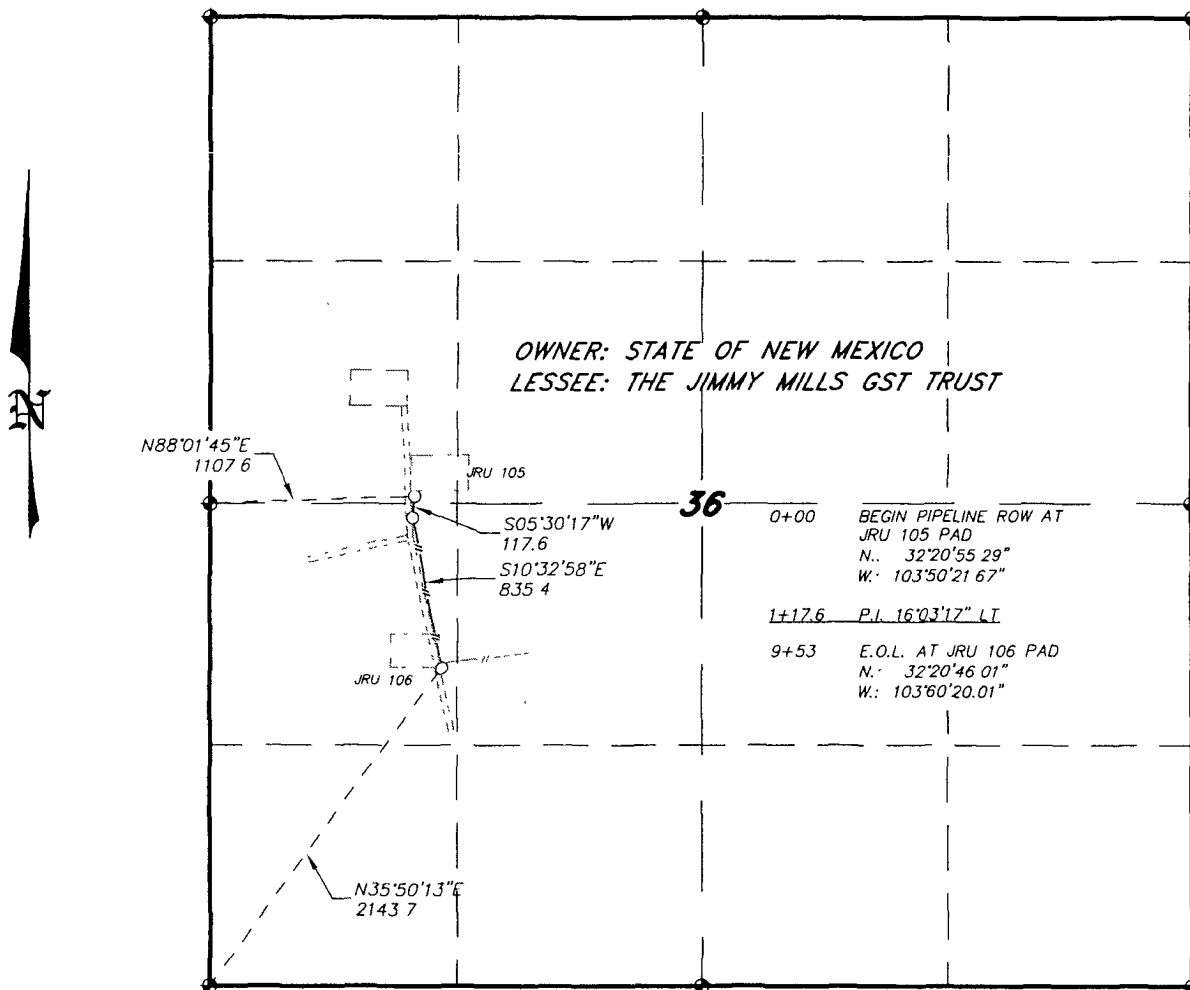 N
OWNER: STATE OF NEW MEXICO
LESSEE: THE JIMMY MILLS GST TRUST
N88°01'45"E
1107 6
JRU 105
36
S05°30'17"W
117.6
S10°32'58"E
835 4
JRU 106
N35°50'13"E
2143 7
0+00 BEGIN PIPELINE ROW AT
JRU 105 PAD
N.. 32°20'55 29"
W.· 103°50'21 67"
1+17.6 P.I. 16°03'17" LT
9+53 E.O.L. AT JRU 106 PAD
N.· 32°20'46 01"
W.: 103°60'20.01"